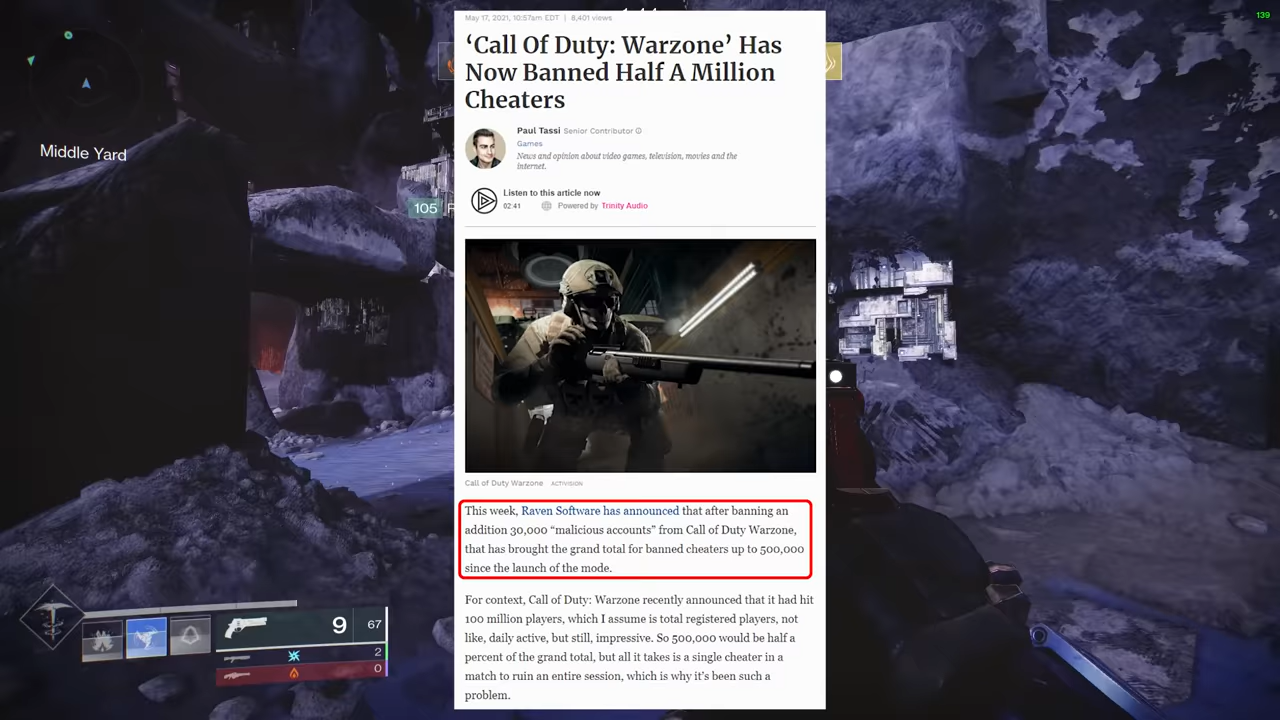 139
May 17, 2021, 10:57am EDT | 8,401 views
‘Call Of Duty: Warzone’ Has
Now Banned Half A Million
Cheaters
Paul Tassi Senior Contributor
Games
News and opinion about video games, television, movies and the
internet.
Listen to this article now
02:41 Powered by Trinity Audio
Middle Yard
105
Call of Duty Warzone ACTIVISION
This week, Raven Software has announced that after banning an
addition 30,000 “malicious accounts” from Call of Duty Warzone,
that has brought the grand total for banned cheaters up to 500,000
since the launch of the mode.
For context, Call of Duty: Warzone recently announced that it had hit
100 million players, which I assume is total registered players, not
like, daily active, but still, impressive. So 500,000 would be half a
percent of the grand total, but all it takes is a single cheater in a
match to ruin an entire session, which is why it’s been such a
problem.
9 67
2
0